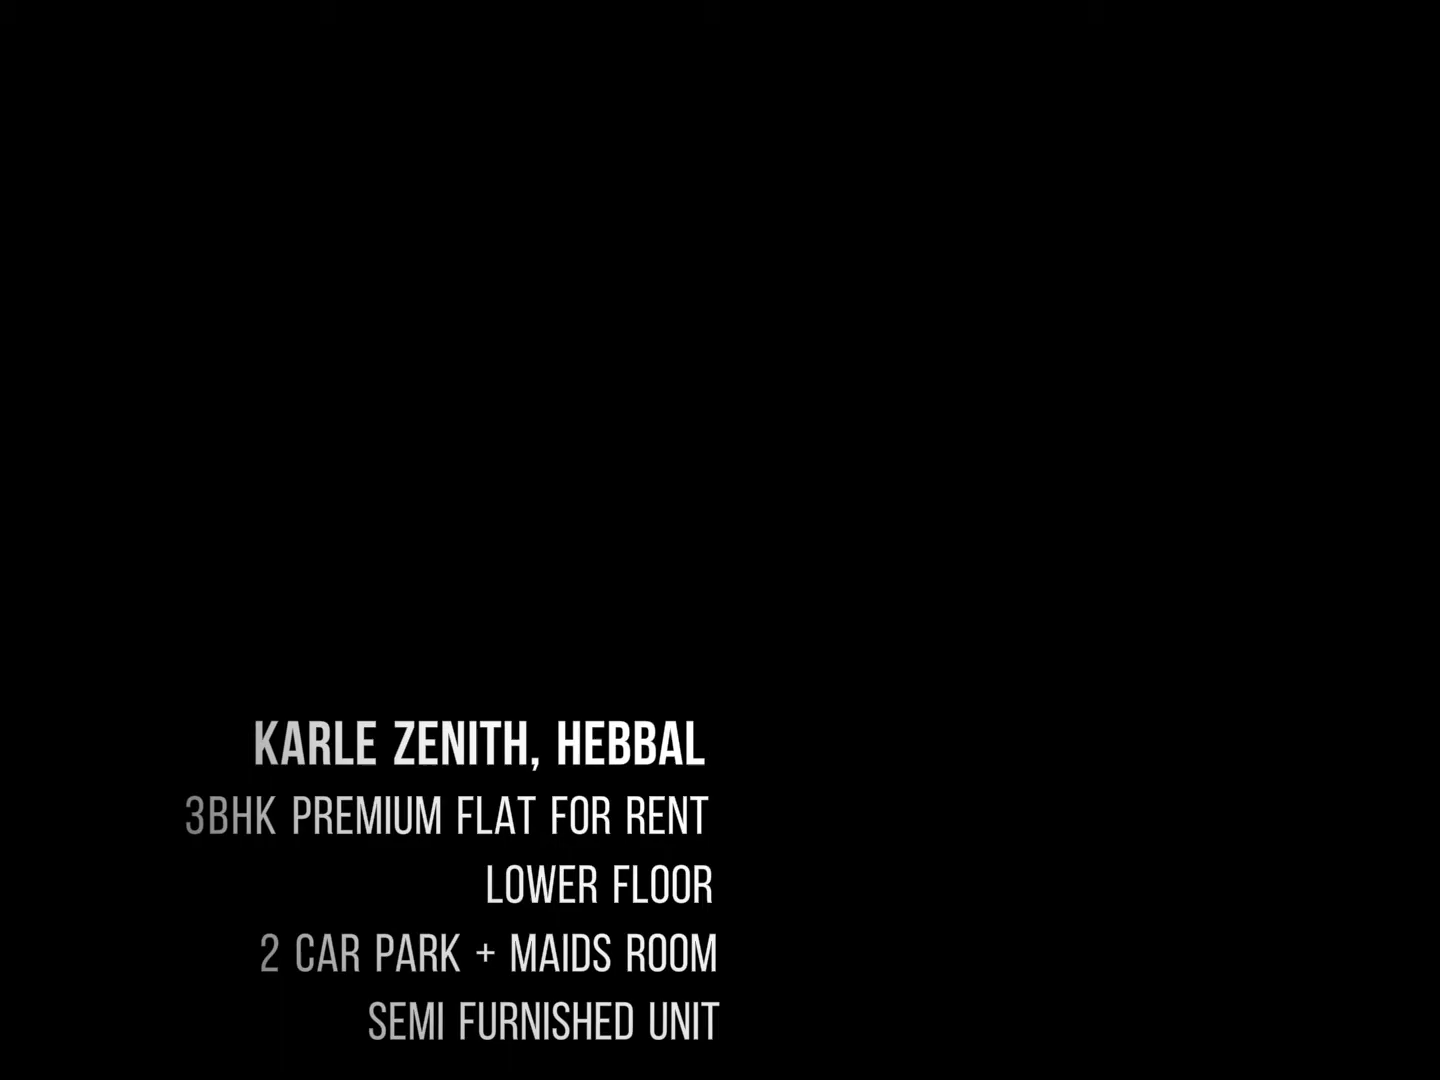 KARLE ZENITH, HEBBAL
3BHK PREMIUM FLAT FOR RENT
LOWER FLOOR
2 CAR PARK + MAIDS ROOM
SEMI FURNISHED UNIT